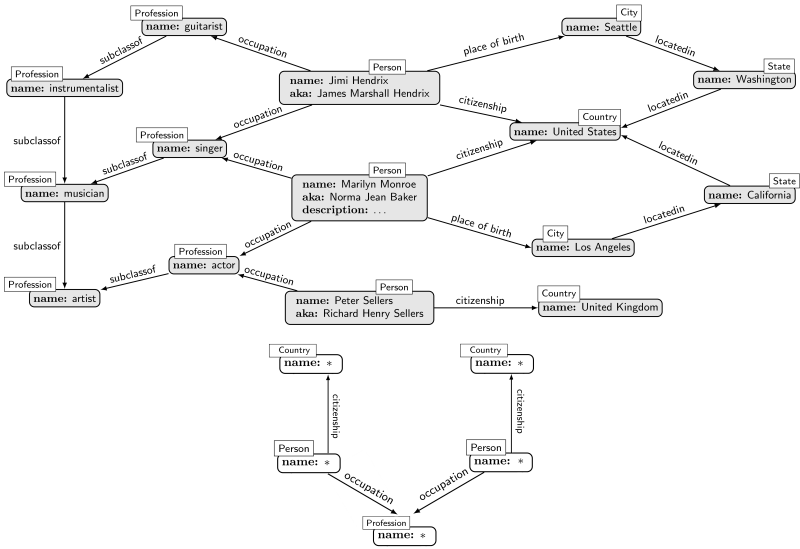 Profession
name: guitarist
City
name: Seattle
subclassof
occupation
place of birth
locatedin
Profession
name: instrumentalist
Person
name: Jimi Hendrix
aka: James Marshall Hendrix
State
name: Washington
occupation
citizenship
locatedin
Country
name: United States
subclassof
Profession
name: singer
subclassof
occupation
citizenship
locatedin
Profession
name: musician
Person
name: Marilyn Monroe
aka: Norma Jean Baker
description: ...
State
name: California
place of birth
locatedin
City
name: Los Angeles
subclassof
occupation
Profession
name: actor
subclassof
occupation
Profession
name: artist
Person
name: Peter Sellers
aka: Richard Henry Sellers
citizenship
Country
name: United Kingdom
Country
name: *
Country
name: *
citizenship
citizenship
Person
name: *
Person
name: *
occupation
occupation
Profession
name: *